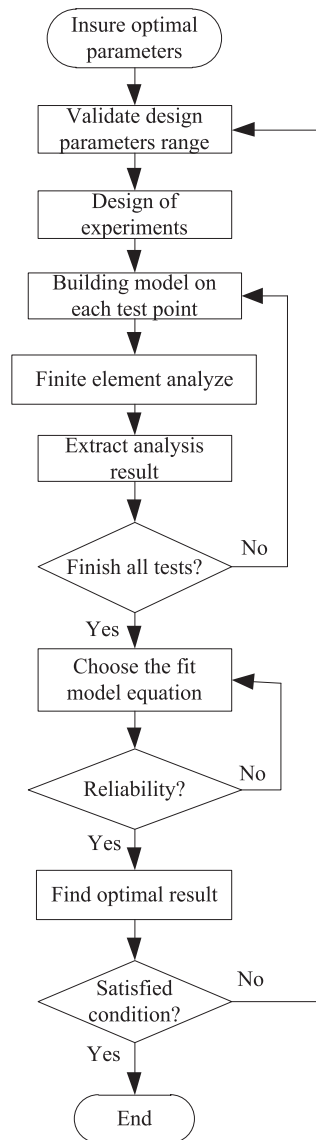 Insure optimal
parameters
Validate design
parameters range
Design of
experiments
Building model on
each test point
Finite element analyze
Extract analysis
result
Finish all tests?
No
Yes
Choose the fit
model equation
Reliability?
No
Yes
Find optimal result
Satisfied
condition?
No
Yes
End